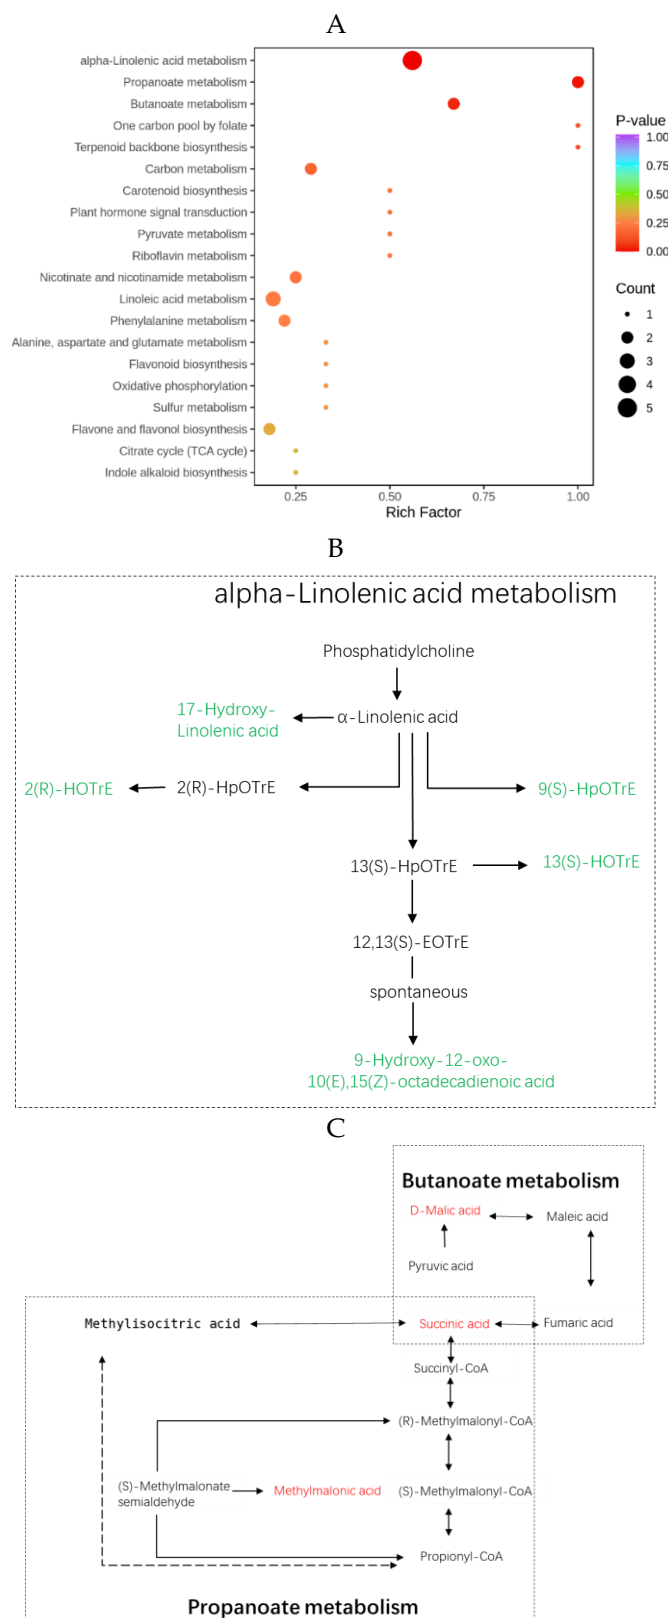 A
alpha-Linolenic acid metabolism
Propanoate metabolism
Butanoate metabolism
One carbon pool by folate
Terpenoid backbone biosynthesis
Carbon metabolism
Carotenoid biosynthesis
Plant hormone signal transduction
Pyruvate metabolism
Riboflavin metabolism
Nicotinate and nicotinamide metabolism
Linoleic acid metabolism
Phenylalanine metabolism
Alanine, aspartate and glutamate metabolism
Flavonoid biosynthesis
Oxidative phosphorylation
Sulfur metabolism
Flavone and flavonol biosynthesis
Citrate cycle (TCA cycle)
Indole alkaloid biosynthesis
0.25 0.50 0.75 1.00
Rich Factor
P-value
1.00
0.75
0.50
0.25
0.00
Count
1
2
3
4
5
B
alpha-Linolenic acid metabolism
Phosphatidylcholine
17-Hydroxy-
Linolenic acid
α-Linolenic acid
2(R)-HOTrE
2(R)-HpOTrE
9(S)-HpOTrE
13(S)-HpOTrE
13(S)-HOTrE
12,13(S)-EOTrE
spontaneous
9-Hydroxy-12-oxo-
10(E),15(Z)-octadecadienoic acid
C
Butanoate metabolism
D-Malic acid
Maleic acid
Pyruvic acid
Methylisocitric acid
Succinic acid
Fumaric acid
Succinyl-CoA
(R)-Methylmalonyl-CoA
(S)-Methylmalonate
semialdehyde
Methylmalonic acid
(S)-Methylmalonyl-CoA
Propionyl-CoA
Propanoate metabolism